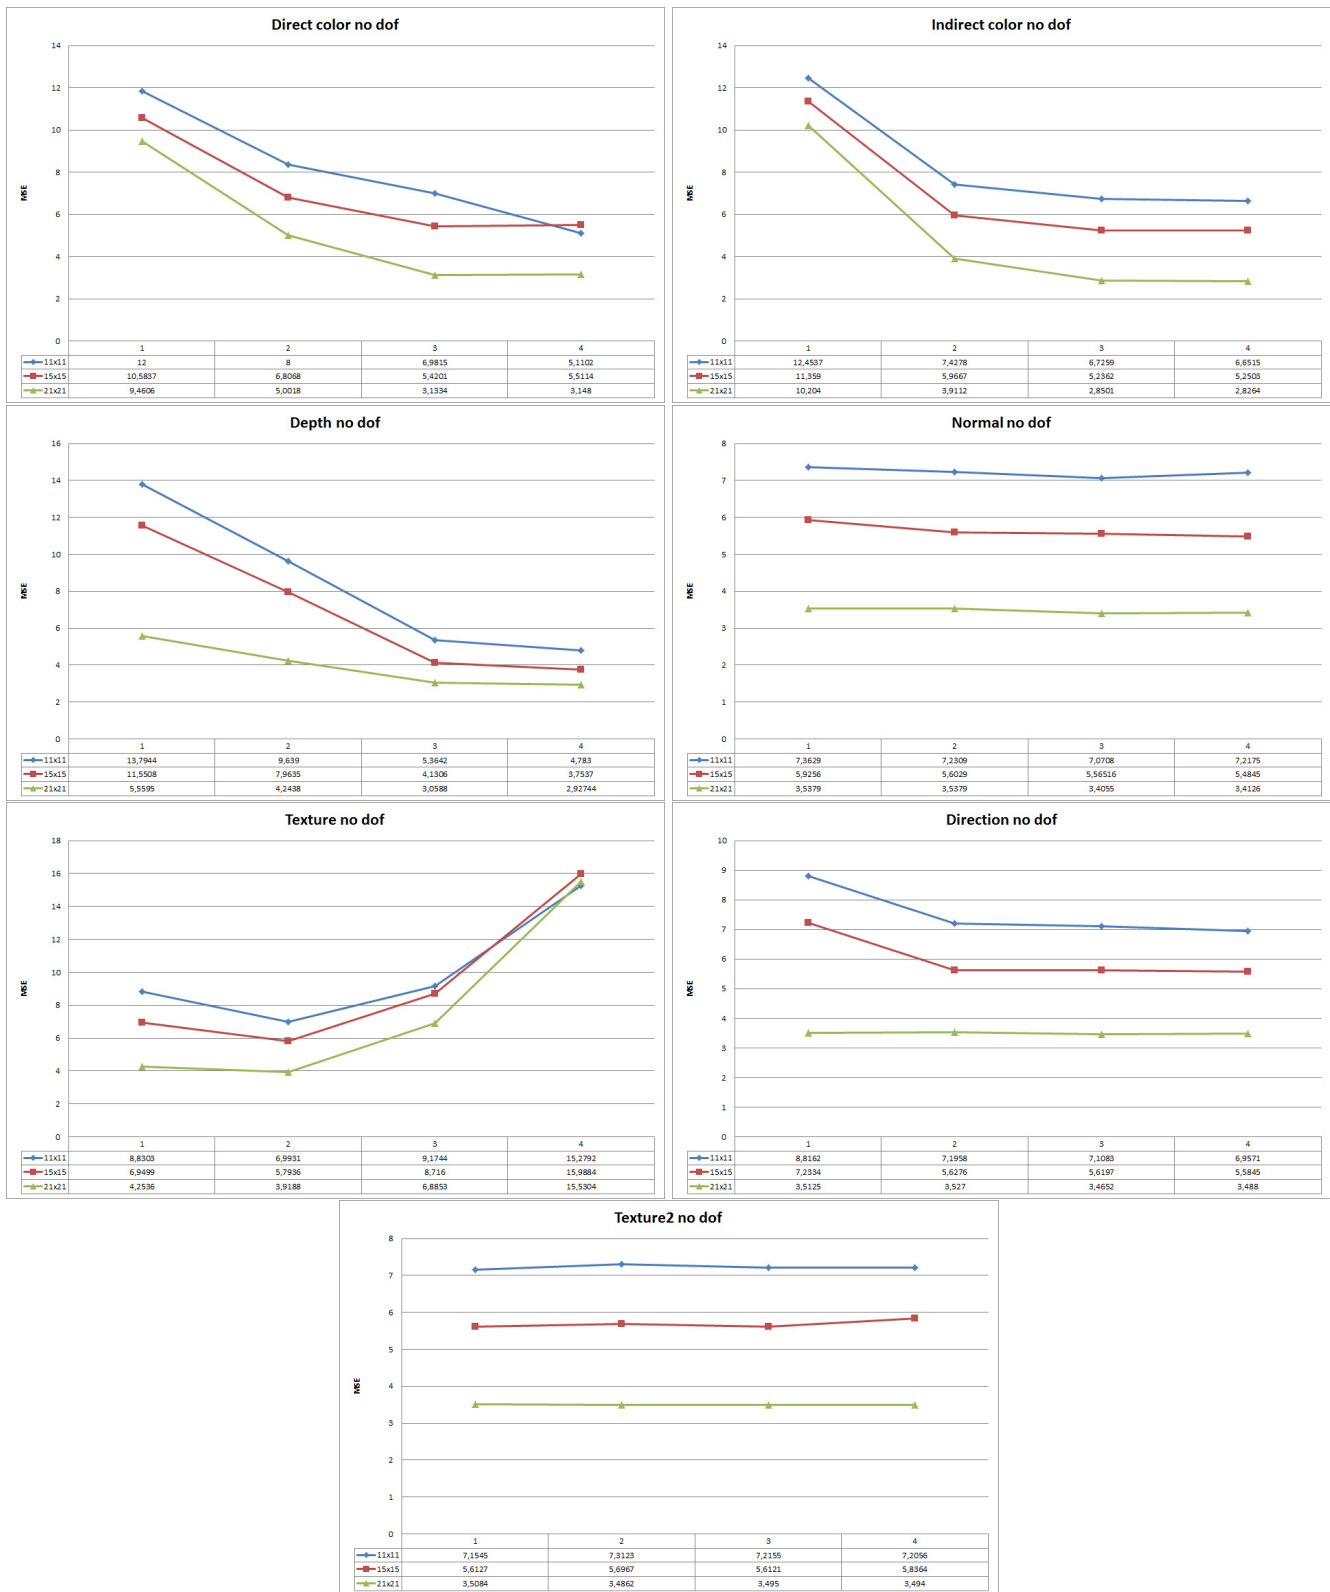 Direct color no dof
14
12
10
8
6
4
2
0
MSE
1 2 3 4
11x11 12 8 6,9815 5,1102
15x15 10,5837 6,8068 5,4201 5,5114
21x21 9,4606 5,0018 3,1334 3,148
Indirect color no dof
14
12
10
8
6
4
2
0
MSE
1 2 3 4
11x11 12,4537 7,4278 6,7259 6,6515
15x15 11,359 5,9667 5,2362 5,2503
21x21 10,204 3,9112 2,8501 2,8264
Depth no dof
16
14
12
10
8
6
4
2
0
MSE
1 2 3 4
11x11 13,7944 9,639 5,3642 4,783
15x15 11,5508 7,9635 4,1306 3,7537
21x21 5,5595 4,2438 3,0588 2,92744
Normal no dof
8
7
6
5
4
3
2
1
0
MSE
1 2 3 4
11x11 7,3629 7,2309 7,0708 7,2175
15x15 5,9256 5,6029 5,56516 5,4845
21x21 3,5379 3,5379 3,4055 3,4126
Texture no dof
18
16
14
12
10
8
6
4
2
0
MSE
1 2 3 4
11x11 8,8303 6,9931 9,1744 15,2792
15x15 6,9499 5,7936 8,716 15,9884
21x21 4,2536 3,9188 6,8853 15,5304
Direction no dof
10
9
8
7
6
5
4
3
2
1
0
MSE
1 2 3 4
11x11 8,8162 7,1958 7,1083 6,9571
15x15 7,2334 5,6276 5,6197 5,5845
21x21 3,5125 3,527 3,4652 3,488
Texture2 no dof
8
7
6
5
4
3
2
1
0
MSE
1 2 3 4
11x11 7,1545 7,3123 7,2155 7,2056
15x15 5,6127 5,6967 5,6121 5,8364
21x21 3,5084 3,4862 3,495 3,494